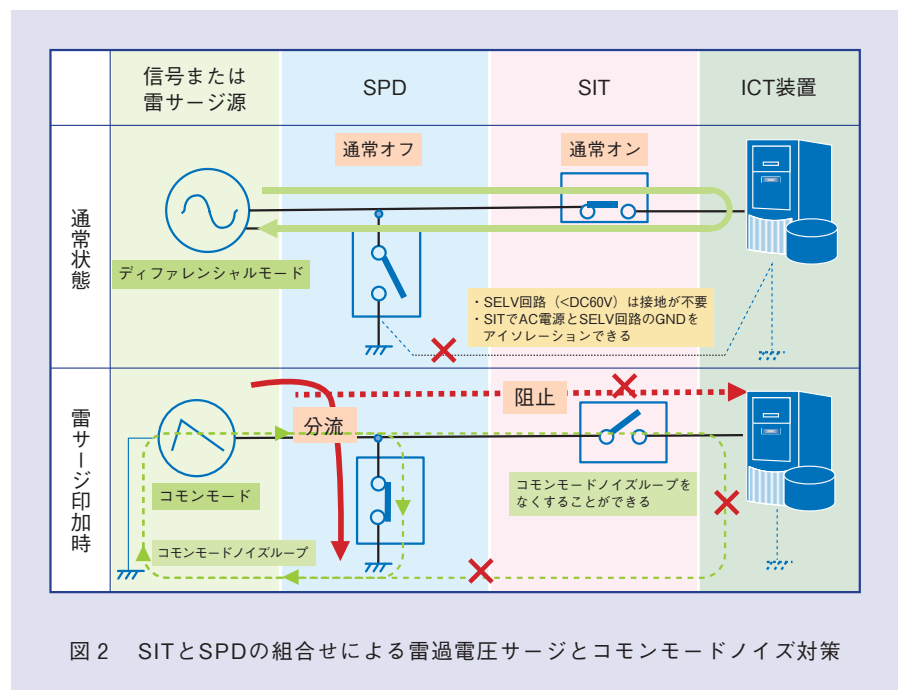 信号または
雷サージ源
SPD
SIT
ICT装置
通常状態
通常オフ
通常オン
ディファレンシャルモード
・SELV回路（<DC60V）は接地が不要
・SITでAC電源とSELV回路のGNDを
アイソレーションできる
雷サージ印加時
阻止
分流
コモンモード
コモンモードノイズループを
なくすることができる
コモンモードノイズループ
図2 SITとSPDの組合せによる雷過電圧サージとコモンモードノイズ対策